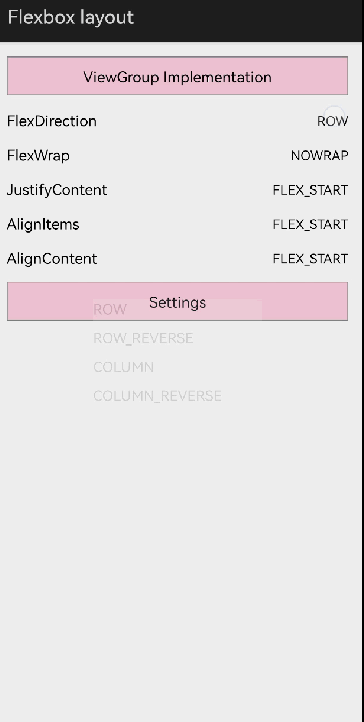 Flexbox layout
ViewGroup Implementation
FlexDirection ROW
FlexWrap NOWRAP
JustifyContent FLEX_START
AlignItems FLEX_START
AlignContent FLEX_START
Settings
ROW
ROW_REVERSE
COLUMN
COLUMN_REVERSE